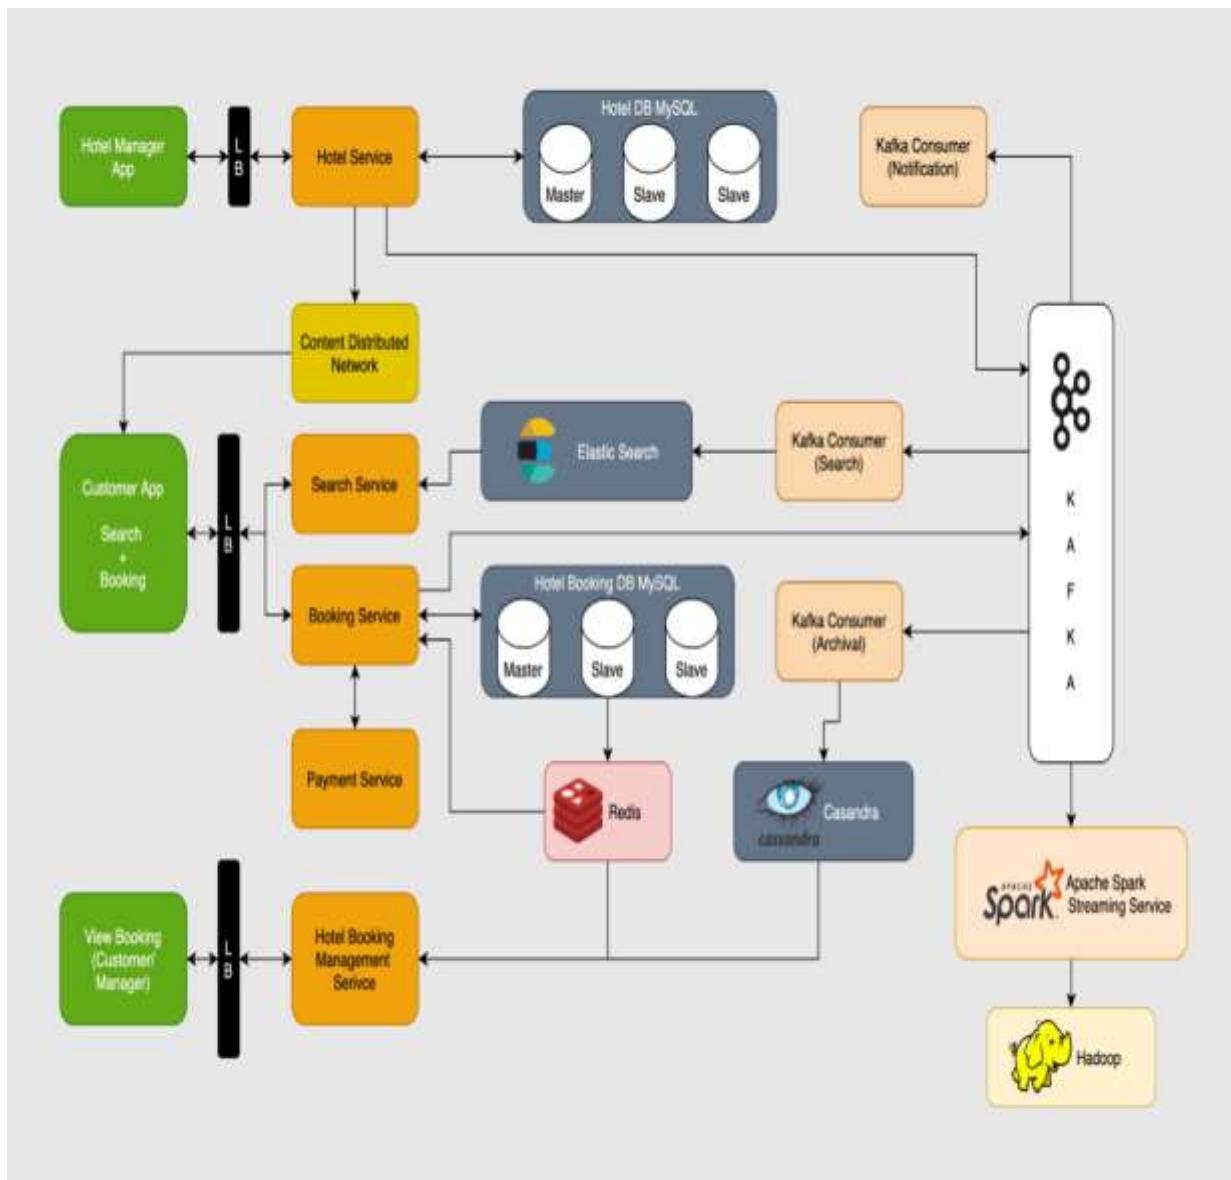 Hotel Manager
App
L
B
Hotel Service
Hotel DB MySQL
Master
Slave
Slave
Kafka Consumer
(Notification)
Content Distributed
Network
Customer App
Search
+
Booking
L
B
Search Service
Elastic Search
Kafka Consumer
(Search)
K
A
F
K
A
Booking Service
Hotel Booking DB MySQL
Master
Slave
Slave
Kafka Consumer
(Archival)
Payment Service
Redis
cassandra
Casandra
APACHE
Spark
Apache Spark
Streaming Service
View Booking
(Customer/
Manager)
L
B
Hotel Booking
Management
Serivce
Hadoop